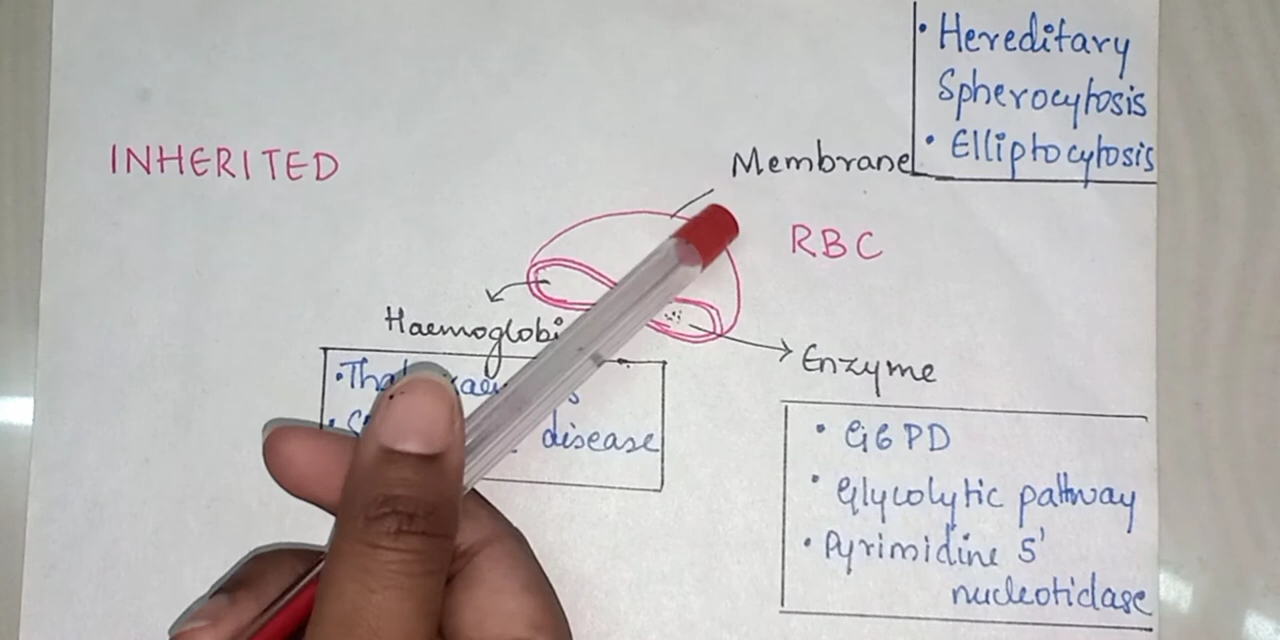 • Hereditary
Spherocytosis
• Elliptocytosis
INHERITED
Membrane
RBC
Enzyme
disease
• G6PD
• Glycolytic pathway
• Pyrimidine 5'
nucleotidase